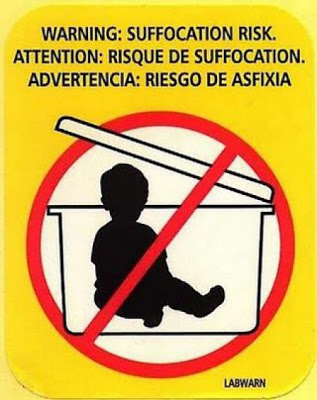 WARNING: SUFFOCATION RISK.
ATTENTION: RISQUE DE SUFFOCATION.
ADVERTENCIA: RIESGO DE ASFIXIA
LABWARN